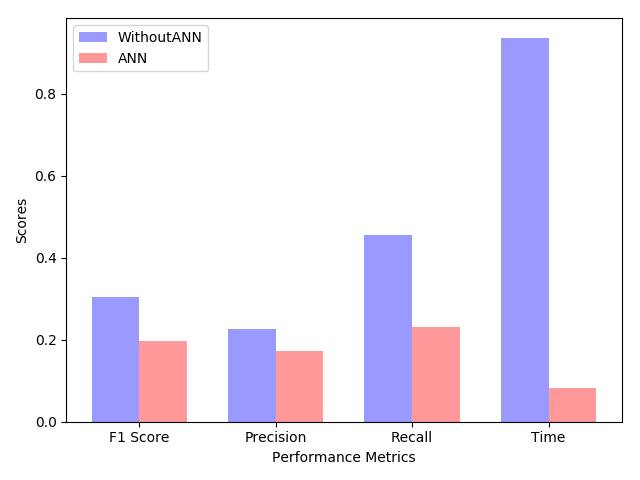 WithoutANN
ANN
0.8
0.6
0.4
0.2
0.0
Scores
F1 Score Precision Recall Time
Performance Metrics